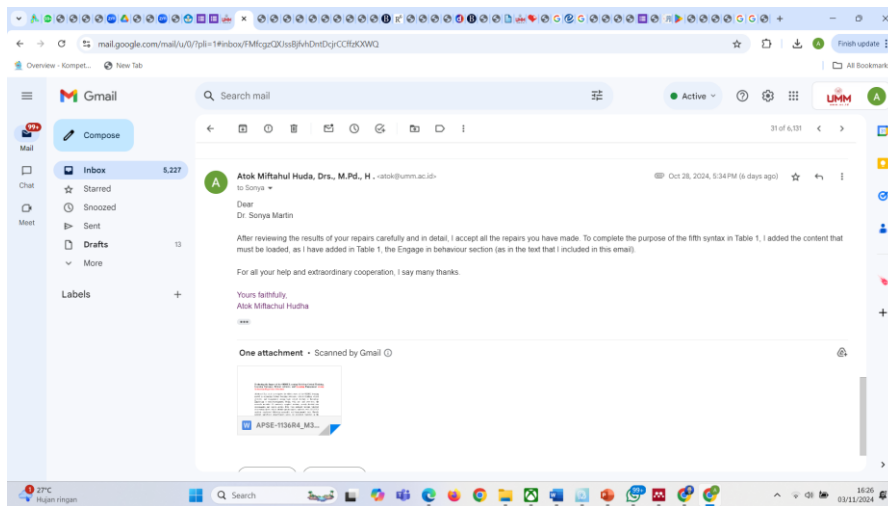 Finish update
mail.google.com/mail/u/0/?pli=1#inbox/FMfcgzQXJssBjfvhDntDcjrCCffzKXWQ
Overview - Kompet...
New Tab
All Bookmark
Gmail
Search mail
Active
UMM
A
99+
Mail
Chat
Meet
Compose
Inbox 5,227
Starred
Snoozed
Sent
Drafts 13
More
Labels
31 of 6,131
A
Atok Miftahul Huda, Drs., M.Pd., H. <atok@umm.ac.id>
Oct 28, 2024, 5:34 PM (6 days ago)
to Sonya
Dear
Dr. Sonya Martin
After reviewing the results of your repairs carefully and in detail, I accept all the repairs you have made. To complete the purpose of the fifth syntax in Table 1, I added the content that
must be loaded, as I have added in Table 1, the Engage in behaviour section (as in the text that I included in this email).
For all your help and extraordinary cooperation, I say many thanks.
Yours faithfully,
Atok Miftachul Hudha
One attachment • Scanned by Gmail
APSE-1136R4_M3...
27°C
Hujan ringan
Search
99+
16:26
03/11/2024